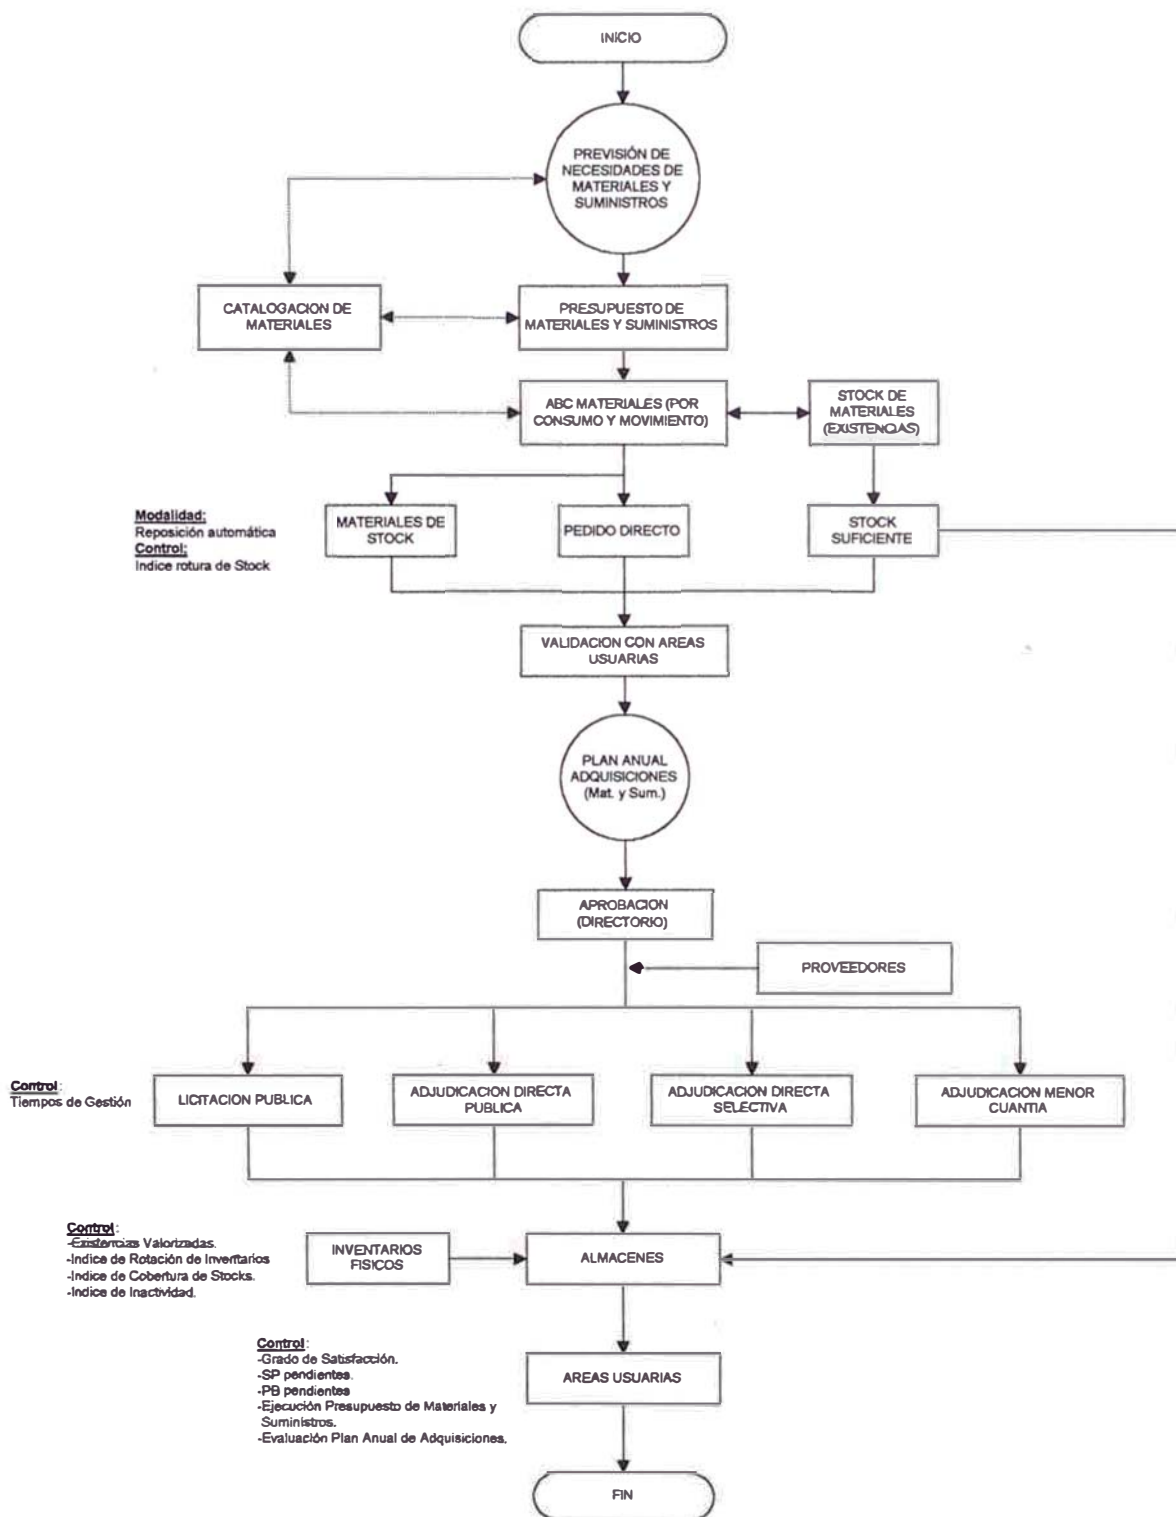 INICIO
PREVISIÓN DE
NECESIDADES DE
MATERIALES Y
SUMINISTROS
CATALOGACION DE
MATERIALES
PRESUPUESTO DE
MATERIALES Y SUMINISTROS
ABC MATERIALES (POR
CONSUMO Y MOVIMIENTO)
STOCK DE
MATERIALES
(EXISTENCAS)
Modalidad:
Reposición automática
Control:
Indice rotura de Stock
MATERIALES DE
STOCK
PEDIDO DIRECTO
STOCK
SUFICIENTE
VALIDACION CON AREAS
USUARIAS
PLAN ANUAL
ADQUISICIONES
(Mat. y Sum.)
APROBACION
(DIRECTORIO)
PROVEEDORES
Control:
Tiempos de Gestión
LICITACION PUBLICA
ADJUDICACION DIRECTA
PUBLICA
ADJUDICACION DIRECTA
SELECTIVA
ADJUDICACION MENOR
CUANTIA
Control:
-Existencias Valorizadas.
-Indice de Rotación de Inventarios
-Indice de Cobertura de Stocks.
-Indice de Inactividad.
INVENTARIOS
FISICOS
ALMACENES
Control:
-Grado de Satisfacción.
-SP pendientes.
-PB pendientes
-Ejecución Presupuesto de Materiales y
Suministros.
-Evaluación Plan Anual de Adquisiciones.
AREAS USUARIAS
FIN